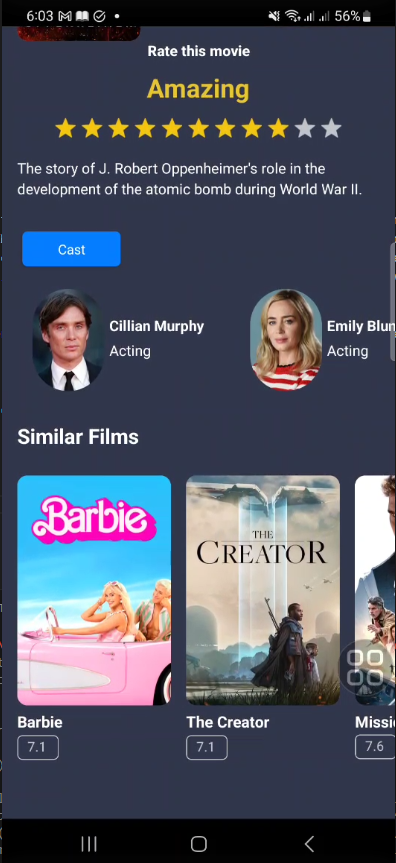 6:03 56%
Rate this movie
Amazing
The story of J. Robert Oppenheimer's role in the
development of the atomic bomb during World War II.
Cast
Cillian Murphy
Acting
Emily Blun
Acting
Similar Films
Barbie
THE
CREATOR
Barbie
The Creator
Missi
7.1
7.1
7.6